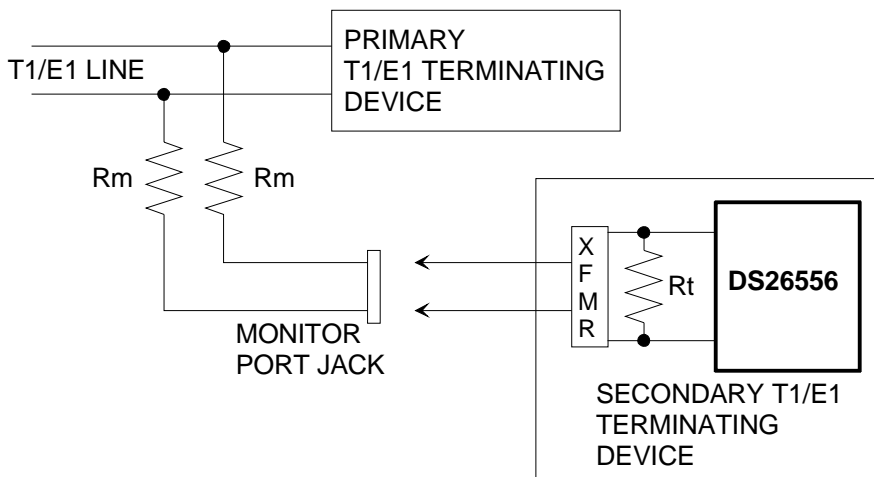 PRIMARY
T1/E1 TERMINATING
DEVICE
T1/E1 LINE
Rm
Rm
MONITOR
PORT JACK
X
F
M
R
Rt
DS26556
SECONDARY T1/E1
TERMINATING
DEVICE